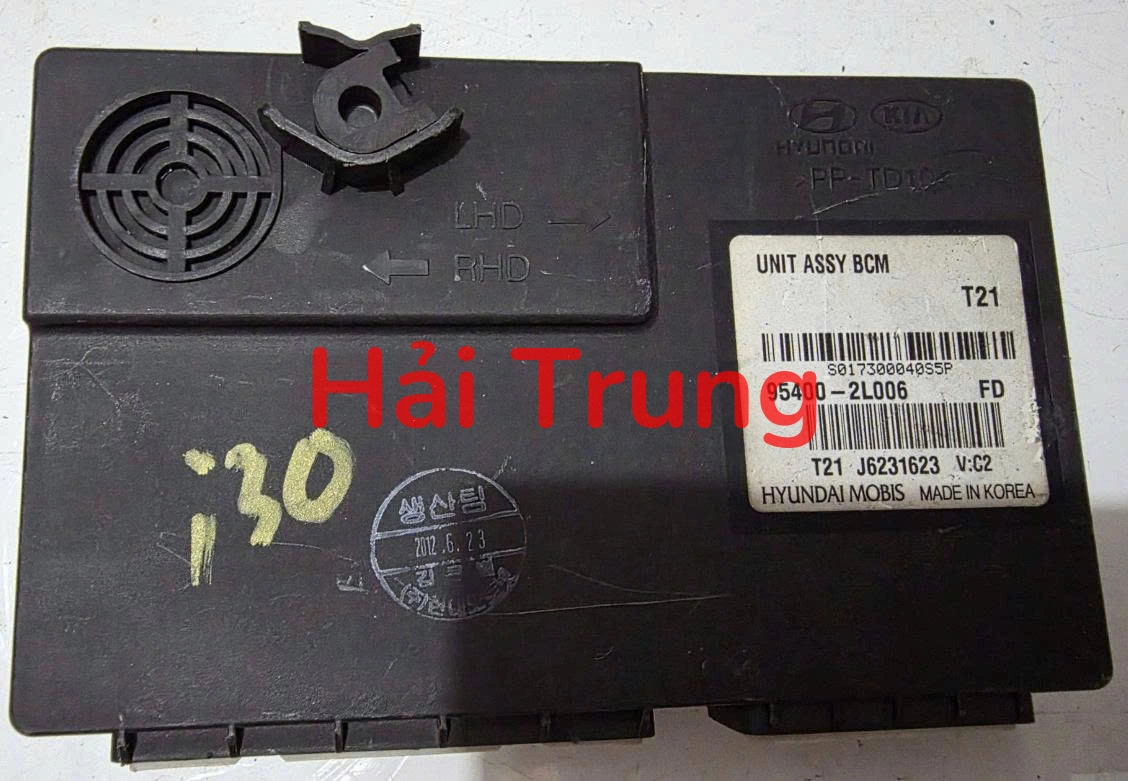 HYUNDAI
KIA
PP-TD10
LHD
RHD
UNIT ASSY BCM
T21
S017300040S5P
95400-2L006 FD
T21 J6231623 V:C2
HYUNDAI MOBIS MADE IN KOREA
Hải Trung
i30
생산팀
2012.6.23